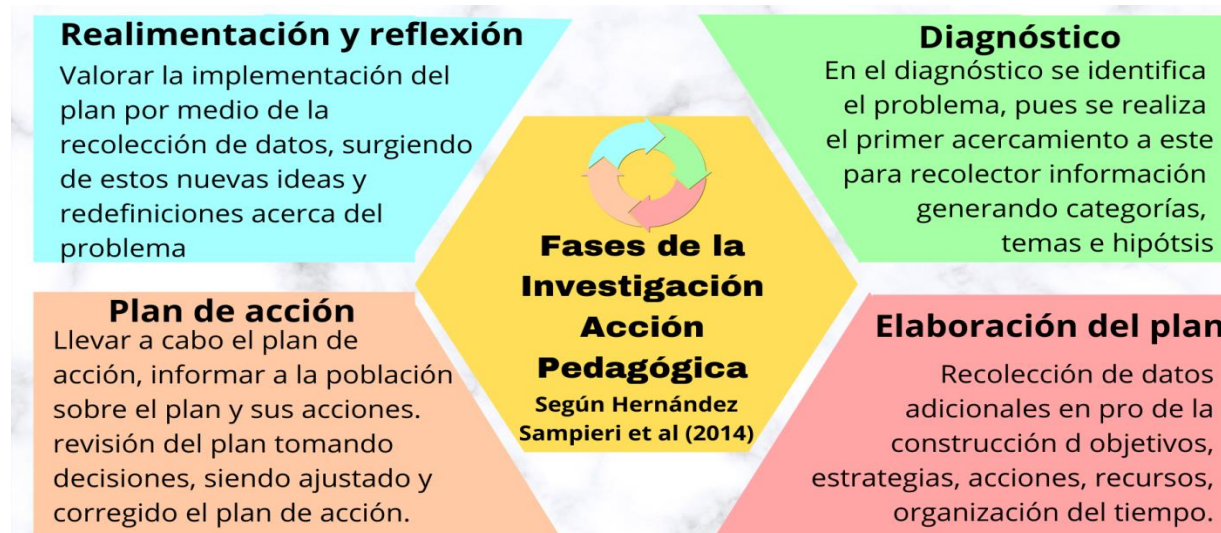 Realimentación y reflexión
Valorar la implementación del
plan por medio de la
recolección de datos, surgiendo
de estos nuevas ideas y
redefiniciones acerca del
problema
Diagnóstico
En el diagnóstico se identifica
el problema, pues se realiza
el primer acercamiento a este
para recolector información
generando categorías,
temas e hipótsis
Fases de la
Investigación
Acción
Pedagógica
Según Hernández
Sampieri et al (2014)
Plan de acción
Llevar a cabo el plan de
acción, informar a la población
sobre el plan y sus acciones.
revisión del plan tomando
decisiones, siendo ajustado y
corregido el plan de acción.
Elaboración del plan
Recolección de datos
adicionales en pro de la
construcción d objetivos,
estrategias, acciones, recursos,
organización del tiempo.